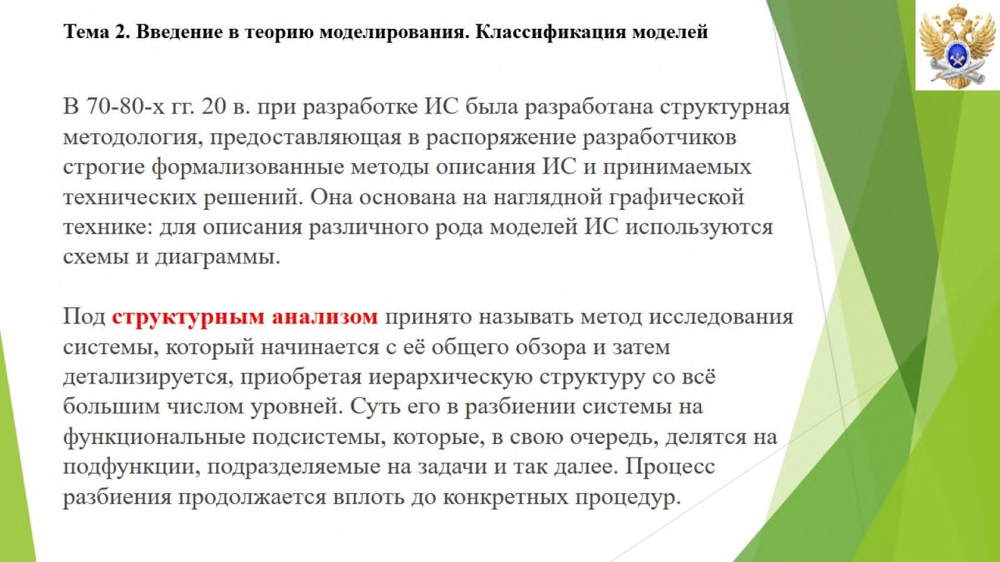 Тема 2. Введение в теорию моделирования. Классификация моделей
В 70-80-х гг. 20 в. при разработке ИС была разработана структурная
методология, предоставляющая в распоряжение разработчиков
строгие формализованные методы описания ИС и принимаемых
технических решений. Она основана на наглядной графической
технике: для описания различного рода моделей ИС используются
схемы и диаграммы.
Под структурным анализом принято называть метод исследования
системы, который начинается с её общего обзора и затем
детализируется, приобретая иерархическую структуру со всё
большим числом уровней. Суть его в разбиении системы на
функциональные подсистемы, которые, в свою очередь, делятся на
подфункции, подразделяемые на задачи и так далее. Процесс
разбиения продолжается вплоть до конкретных процедур.